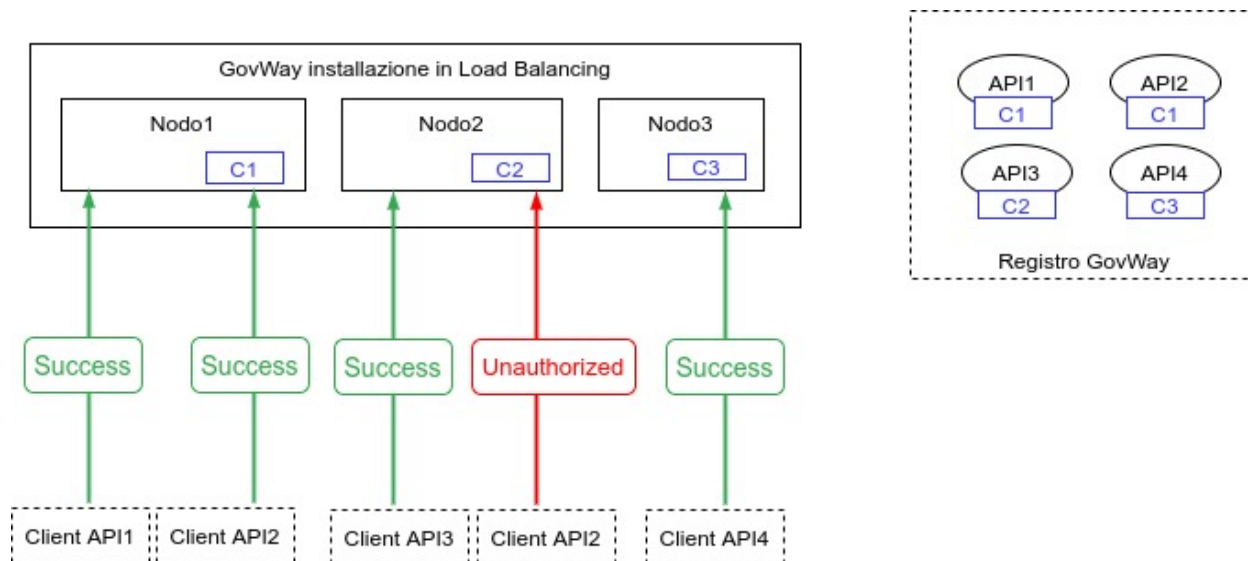 GovWay installazione in Load Balancing
Nodo1
C1
Nodo2
C2
Nodo3
C3
Success
Success
Success
Unauthorized
Success
Client API1
Client API2
Client API3
Client API2
Client API4
API1
C1
API2
C1
API3
C2
API4
C3
Registro GovWay